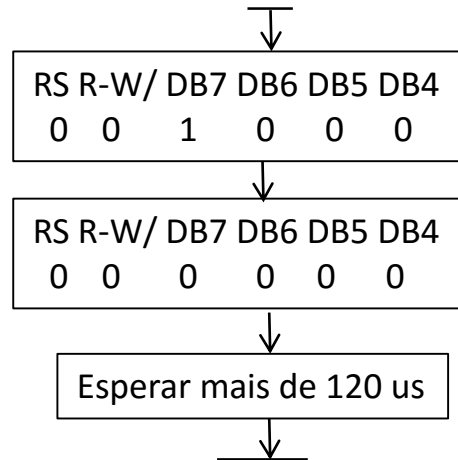 RS R-W/ DB7 DB6 DB5 DB4
0 0 1 0 0 0
RS R-W/ DB7 DB6 DB5 DB4
0 0 0 0 0 0
Esperar mais de 120 us